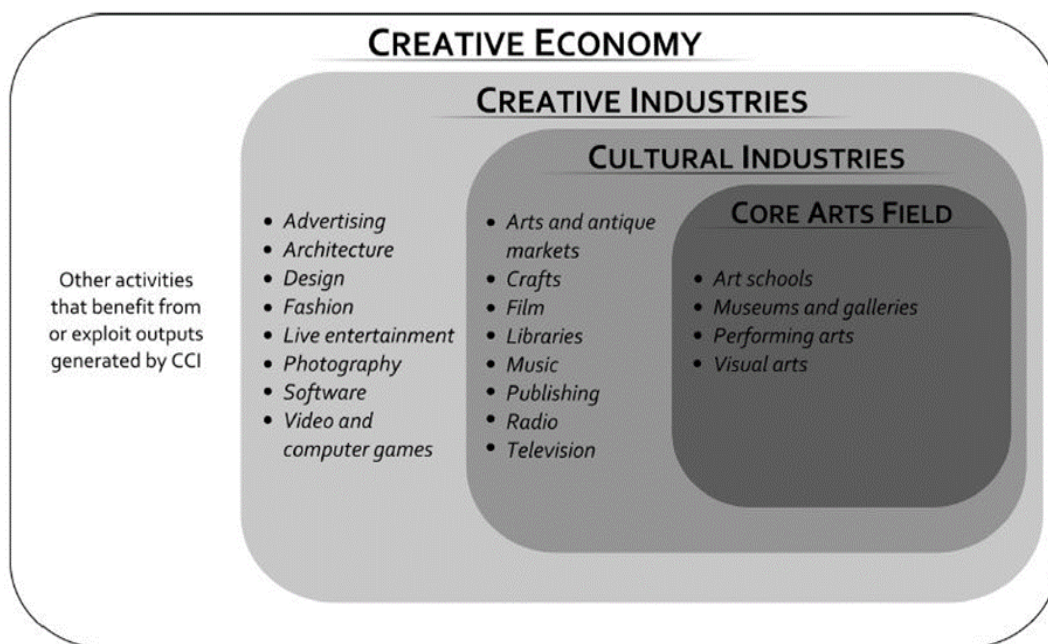 CREATIVE ECONOMY
CREATIVE INDUSTRIES
CULTURAL INDUSTRIES
CORE ARTS FIELD
Other activities
that benefit from
or exploit outputs
generated by CCI
• Advertising
• Architecture
• Design
• Fashion
• Live entertainment
• Photography
• Software
• Video and
computer games
• Arts and antique
markets
• Crafts
• Film
• Libraries
• Music
• Publishing
• Radio
• Television
• Art schools
• Museums and galleries
• Performing arts
• Visual arts